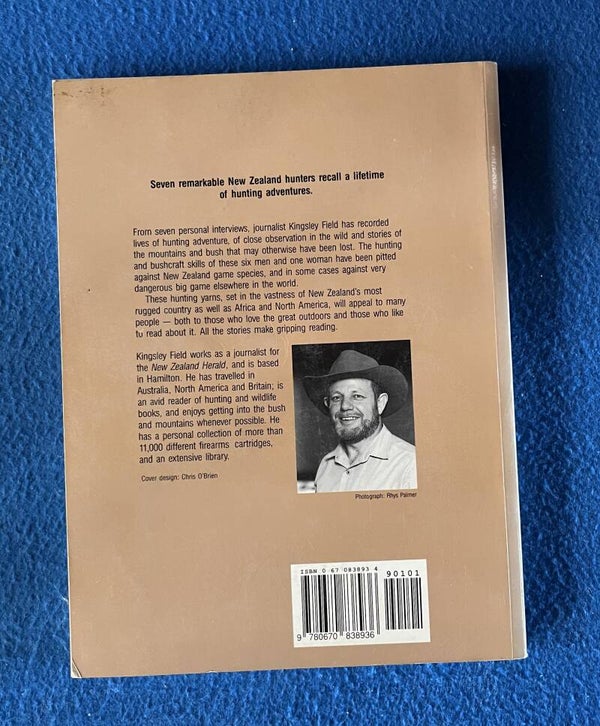 Seven remarkable New Zealand hunters recall a lifetime
of hunting adventures.
From seven personal interviews, journalist Kingsley Field has recorded
lives of hunting adventure, of close observation in the wild and stories of
the mountains and bush that may otherwise have been lost. The hunting
and bushcraft skills of these six men and one woman have been pitted
against New Zealand game species, and in some cases against very
dangerous big game elsewhere in the world.
These hunting yarns, set in the vastness of New Zealand's most
rugged country as well as Africa and North America, will appeal to many
people — both to those who love the great outdoors and those who like
to read about it. All the stories make gripping reading.
Kingsley Field works as a journalist for
the New Zealand Herald, and is based
in Hamilton. He has travelled in
Australia, North America and Britain; is
an avid reader of hunting and wildlife
books, and enjoys getting into the bush
and mountains whenever possible. He
has a personal collection of more than
11,000 different firearms cartridges,
and an extensive library.
Cover design: Chris O'Brien
Photograph: Rhys Palmer
ISBN 0 67 083893 4
90101
9 780670 838936